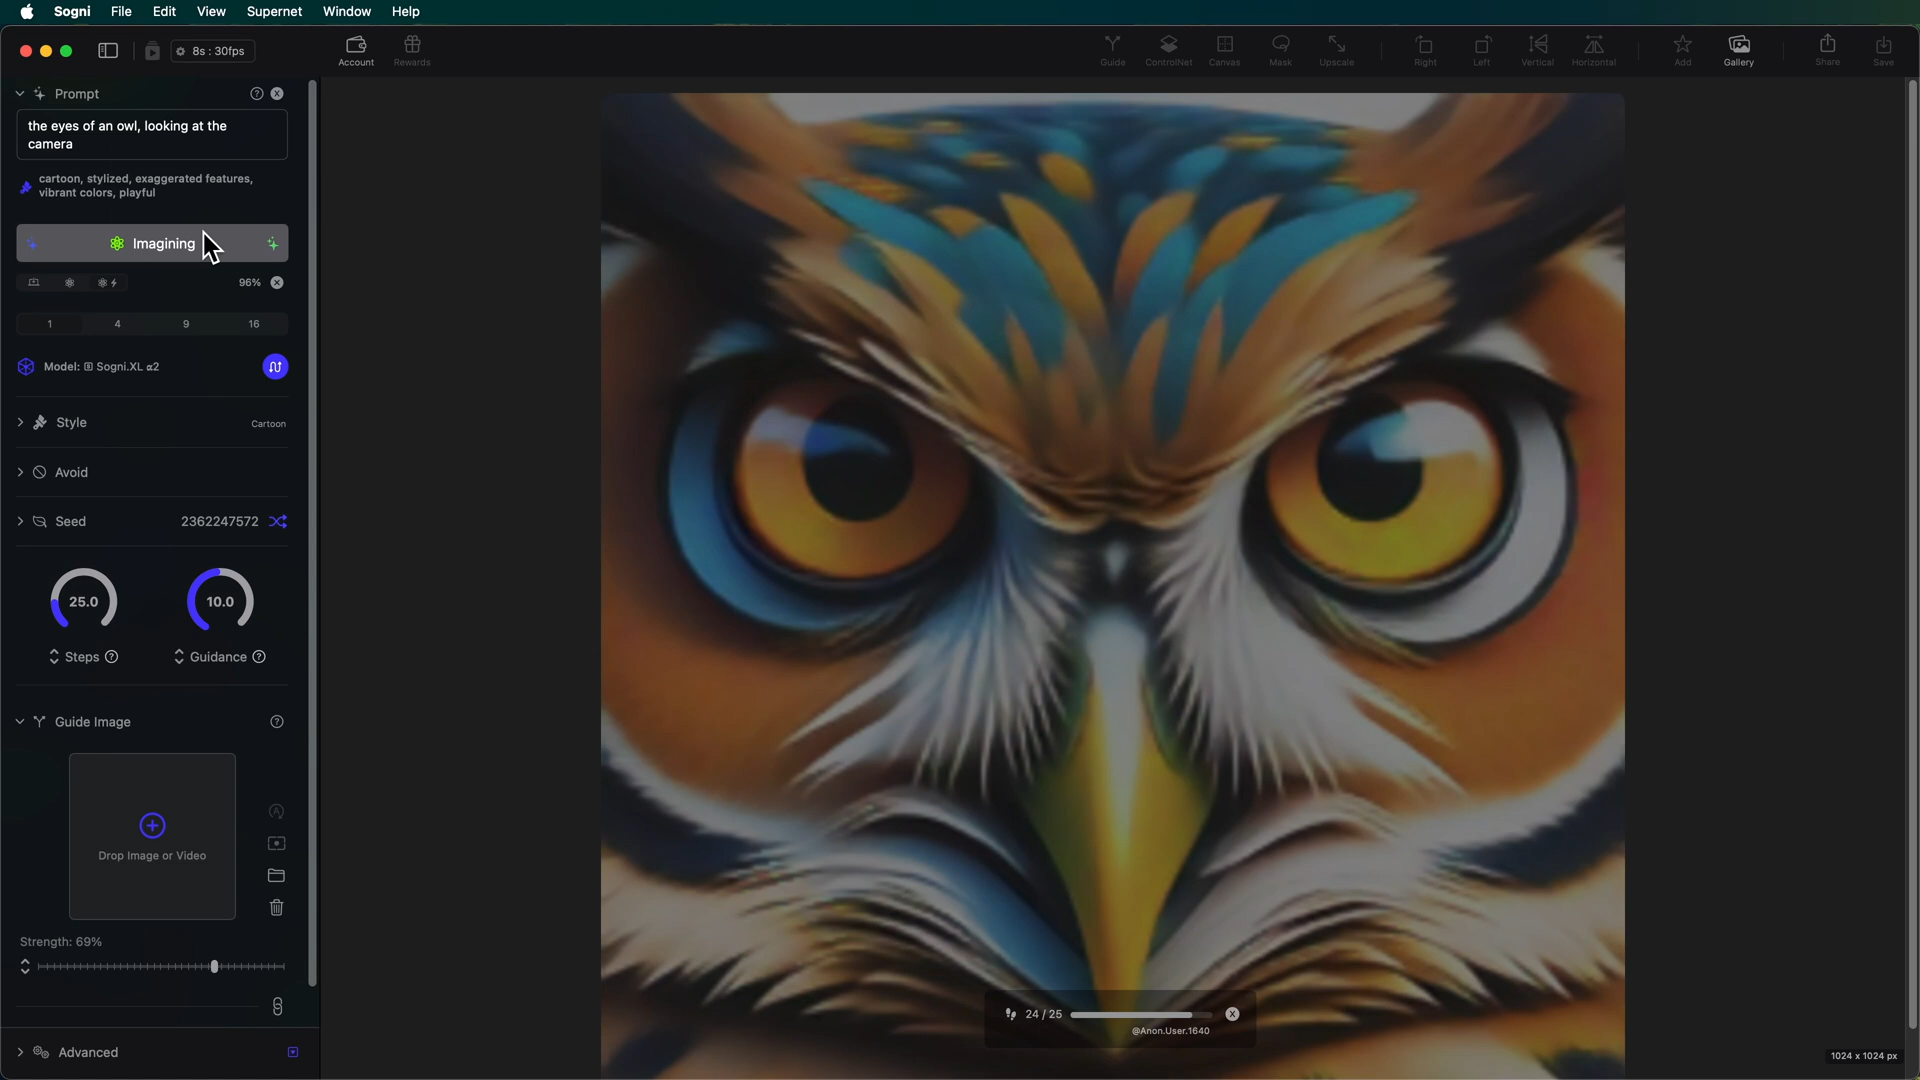 Sogni File Edit View Supernet Window Help
8s : 30fps
Account
Rewards
Guide
ControlNet
Canvas
Mask
Upscale
Right
Left
Vertical
Horizontal
Add
Gallery
Share
Save
Prompt
the eyes of an owl, looking at the
camera
cartoon, stylized, exaggerated features,
vibrant colors, playful
Imagining
96%
1 4 9 16
Model: Sogni.XL α2
Style Cartoon
Avoid
Seed 2362247572
25.0 10.0
Steps Guidance
Guide Image
Drop Image or Video
Strength: 69%
Advanced
24 / 25
@Anon.User.1640
1024 x 1024 px